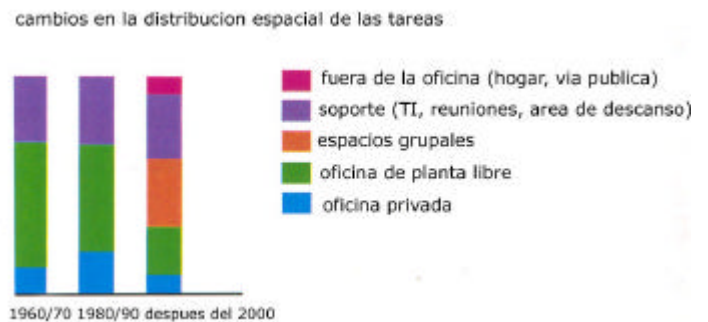 cambios en la distribucion espacial de las tareas
fuera de la oficina (hogar, via publica)
soporte (TI, reuniones, area de descanso)
espacios grupales
oficina de planta libre
oficina privada
1960/70 1980/90 despues del 2000